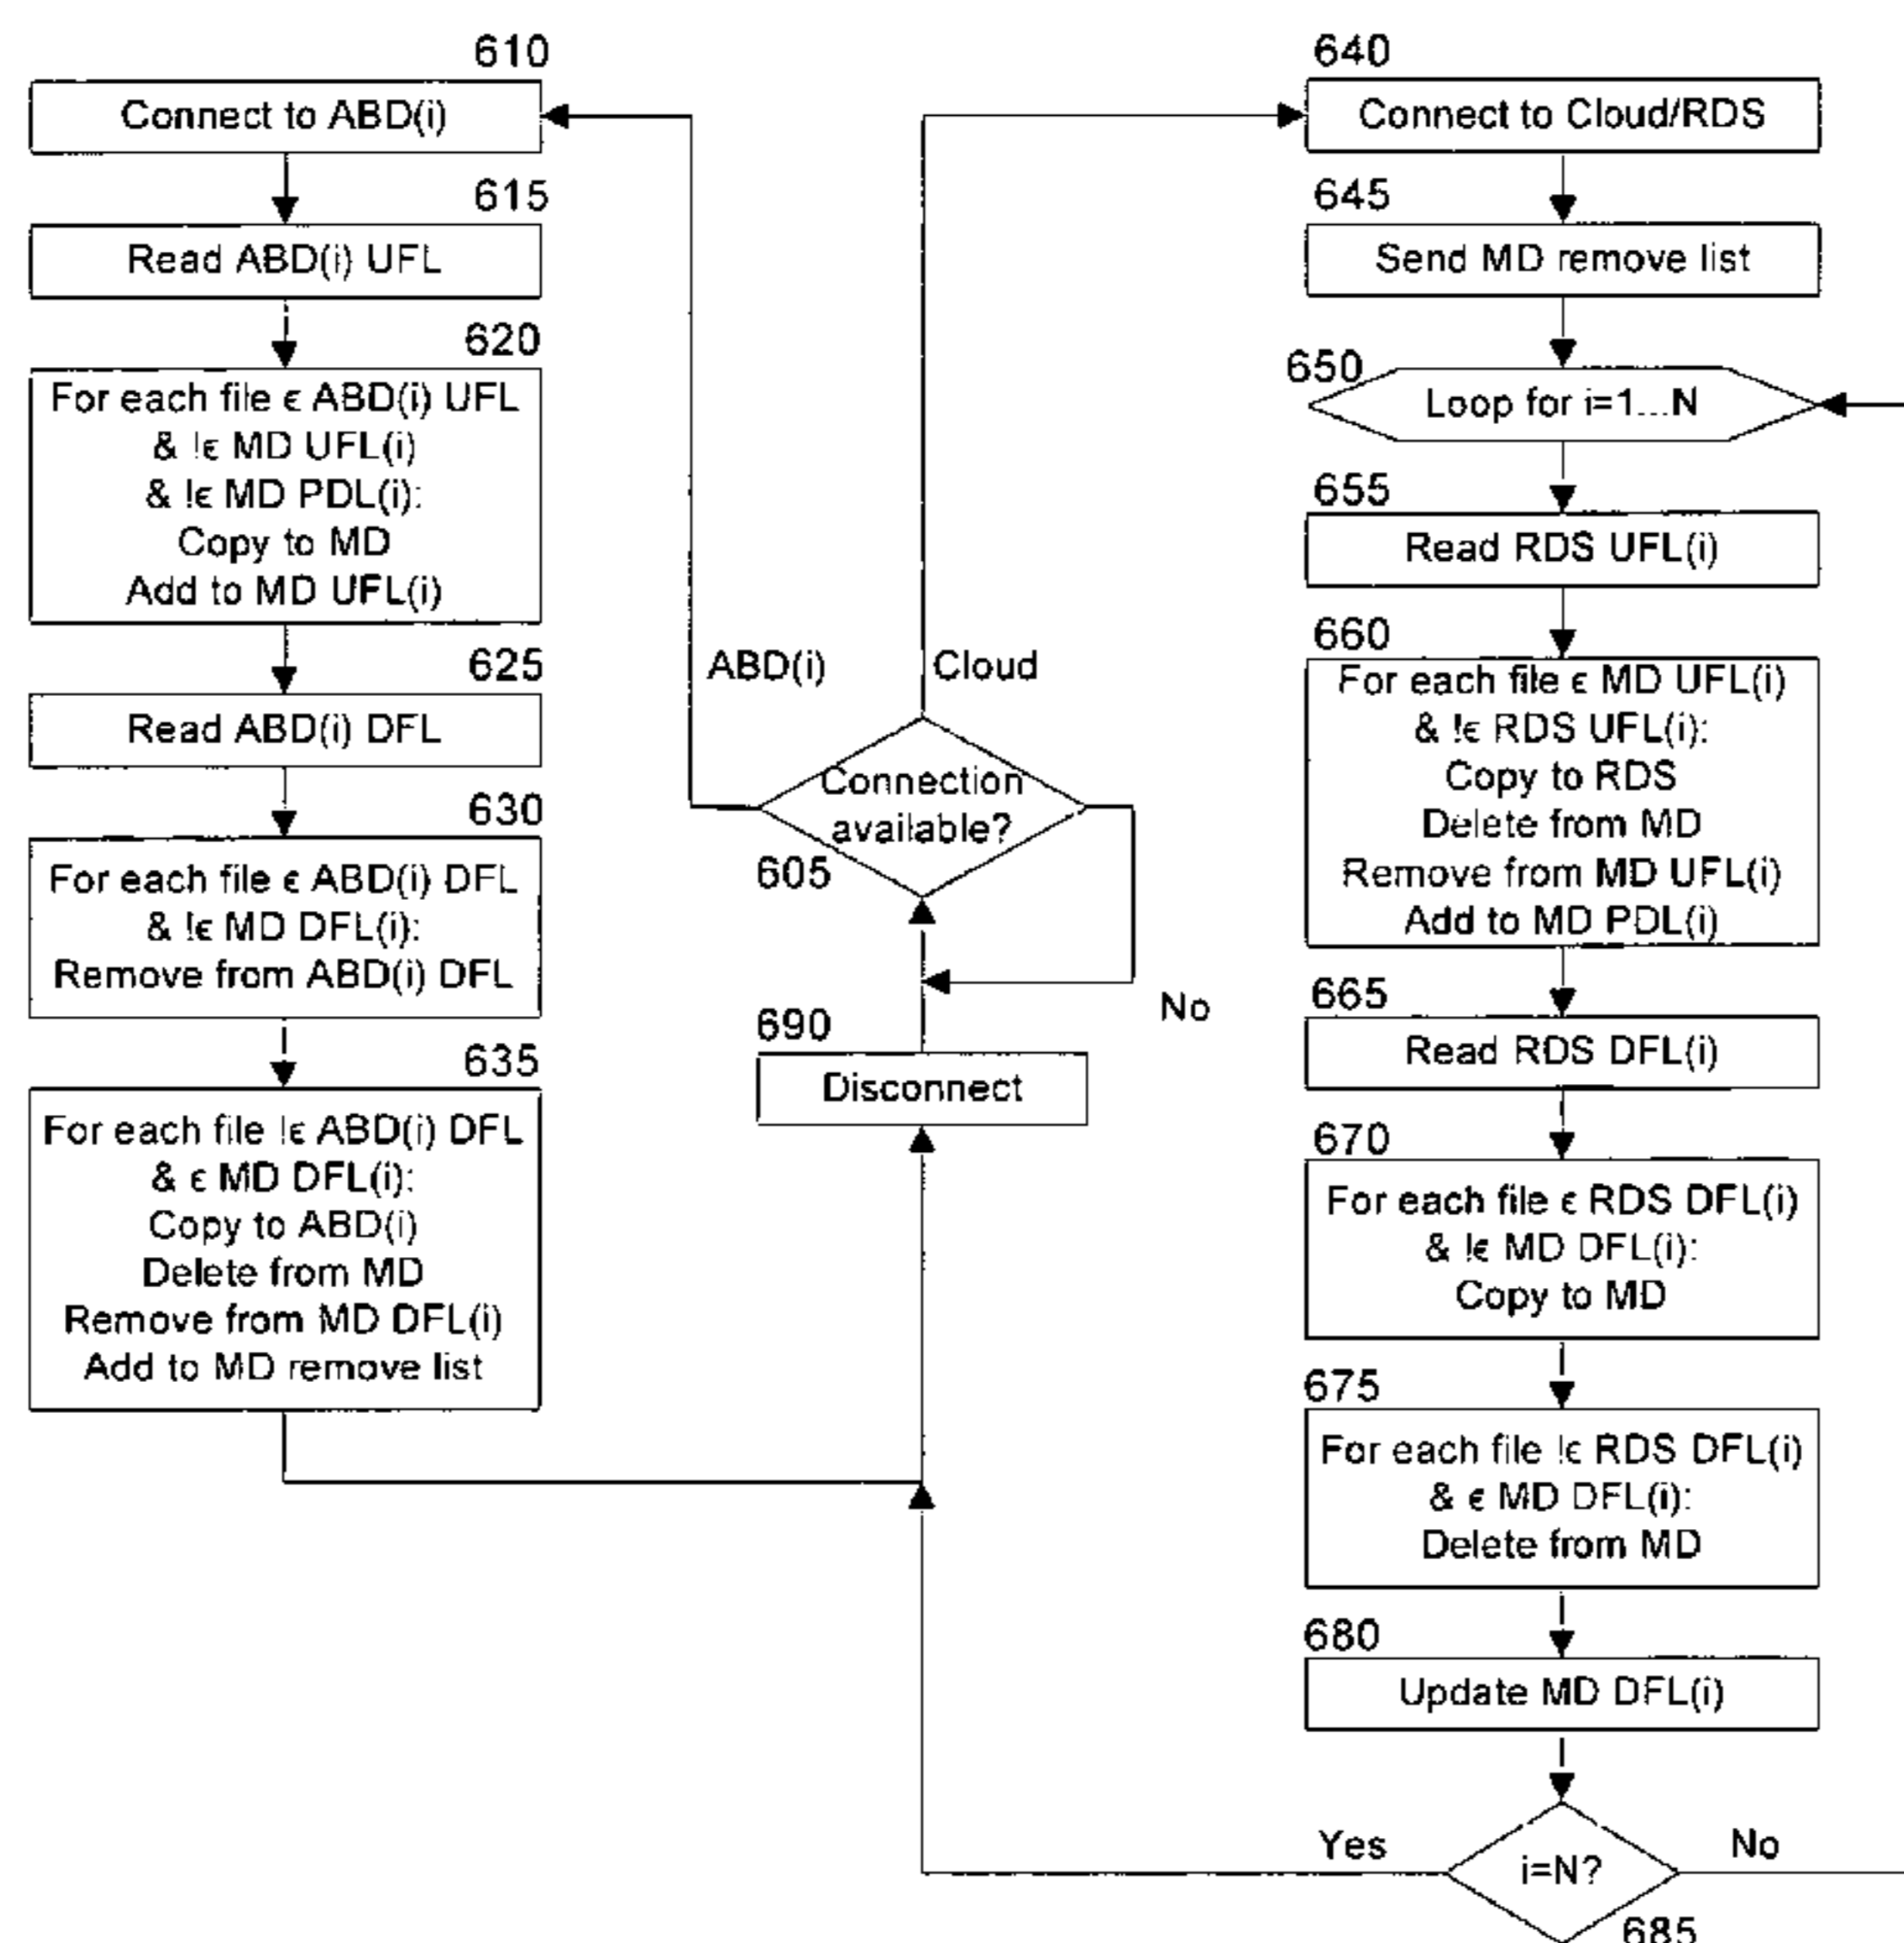 610
Connect to ABD(i)
615
Read ABD(i) UFL
620
For each file ϵ ABD(i) UFL
& !ϵ MD UFL(i)
& !ϵ MD PDL(i):
Copy to MD
Add to MD UFL(i)
625
Read ABD(i) DFL
630
For each file ϵ ABD(i) DFL
& !ϵ MD DFL(i):
Remove from ABD(i) DFL
635
For each file !ϵ ABD(i) DFL
& ϵ MD DFL(i):
Copy to ABD(i)
Delete from MD
Remove from MD DFL(i)
Add to MD remove list
ABD(i)
Cloud
Connection
available?
605
No
690
Disconnect
640
Connect to Cloud/RDS
645
Send MD remove list
650
Loop for i=1...N
655
Read RDS UFL(i)
660
For each file ϵ MD UFL(i)
& !ϵ RDS UFL(i):
Copy to RDS
Delete from MD
Remove from MD UFL(i)
Add to MD PDL(i)
665
Read RDS DFL(i)
670
For each file ϵ RDS DFL(i)
& !ϵ MD DFL(i):
Copy to MD
675
For each file !ϵ RDS DFL(i)
& ϵ MD DFL(i):
Delete from MD
680
Update MD DFL(i)
Yes
i=N?
No
685